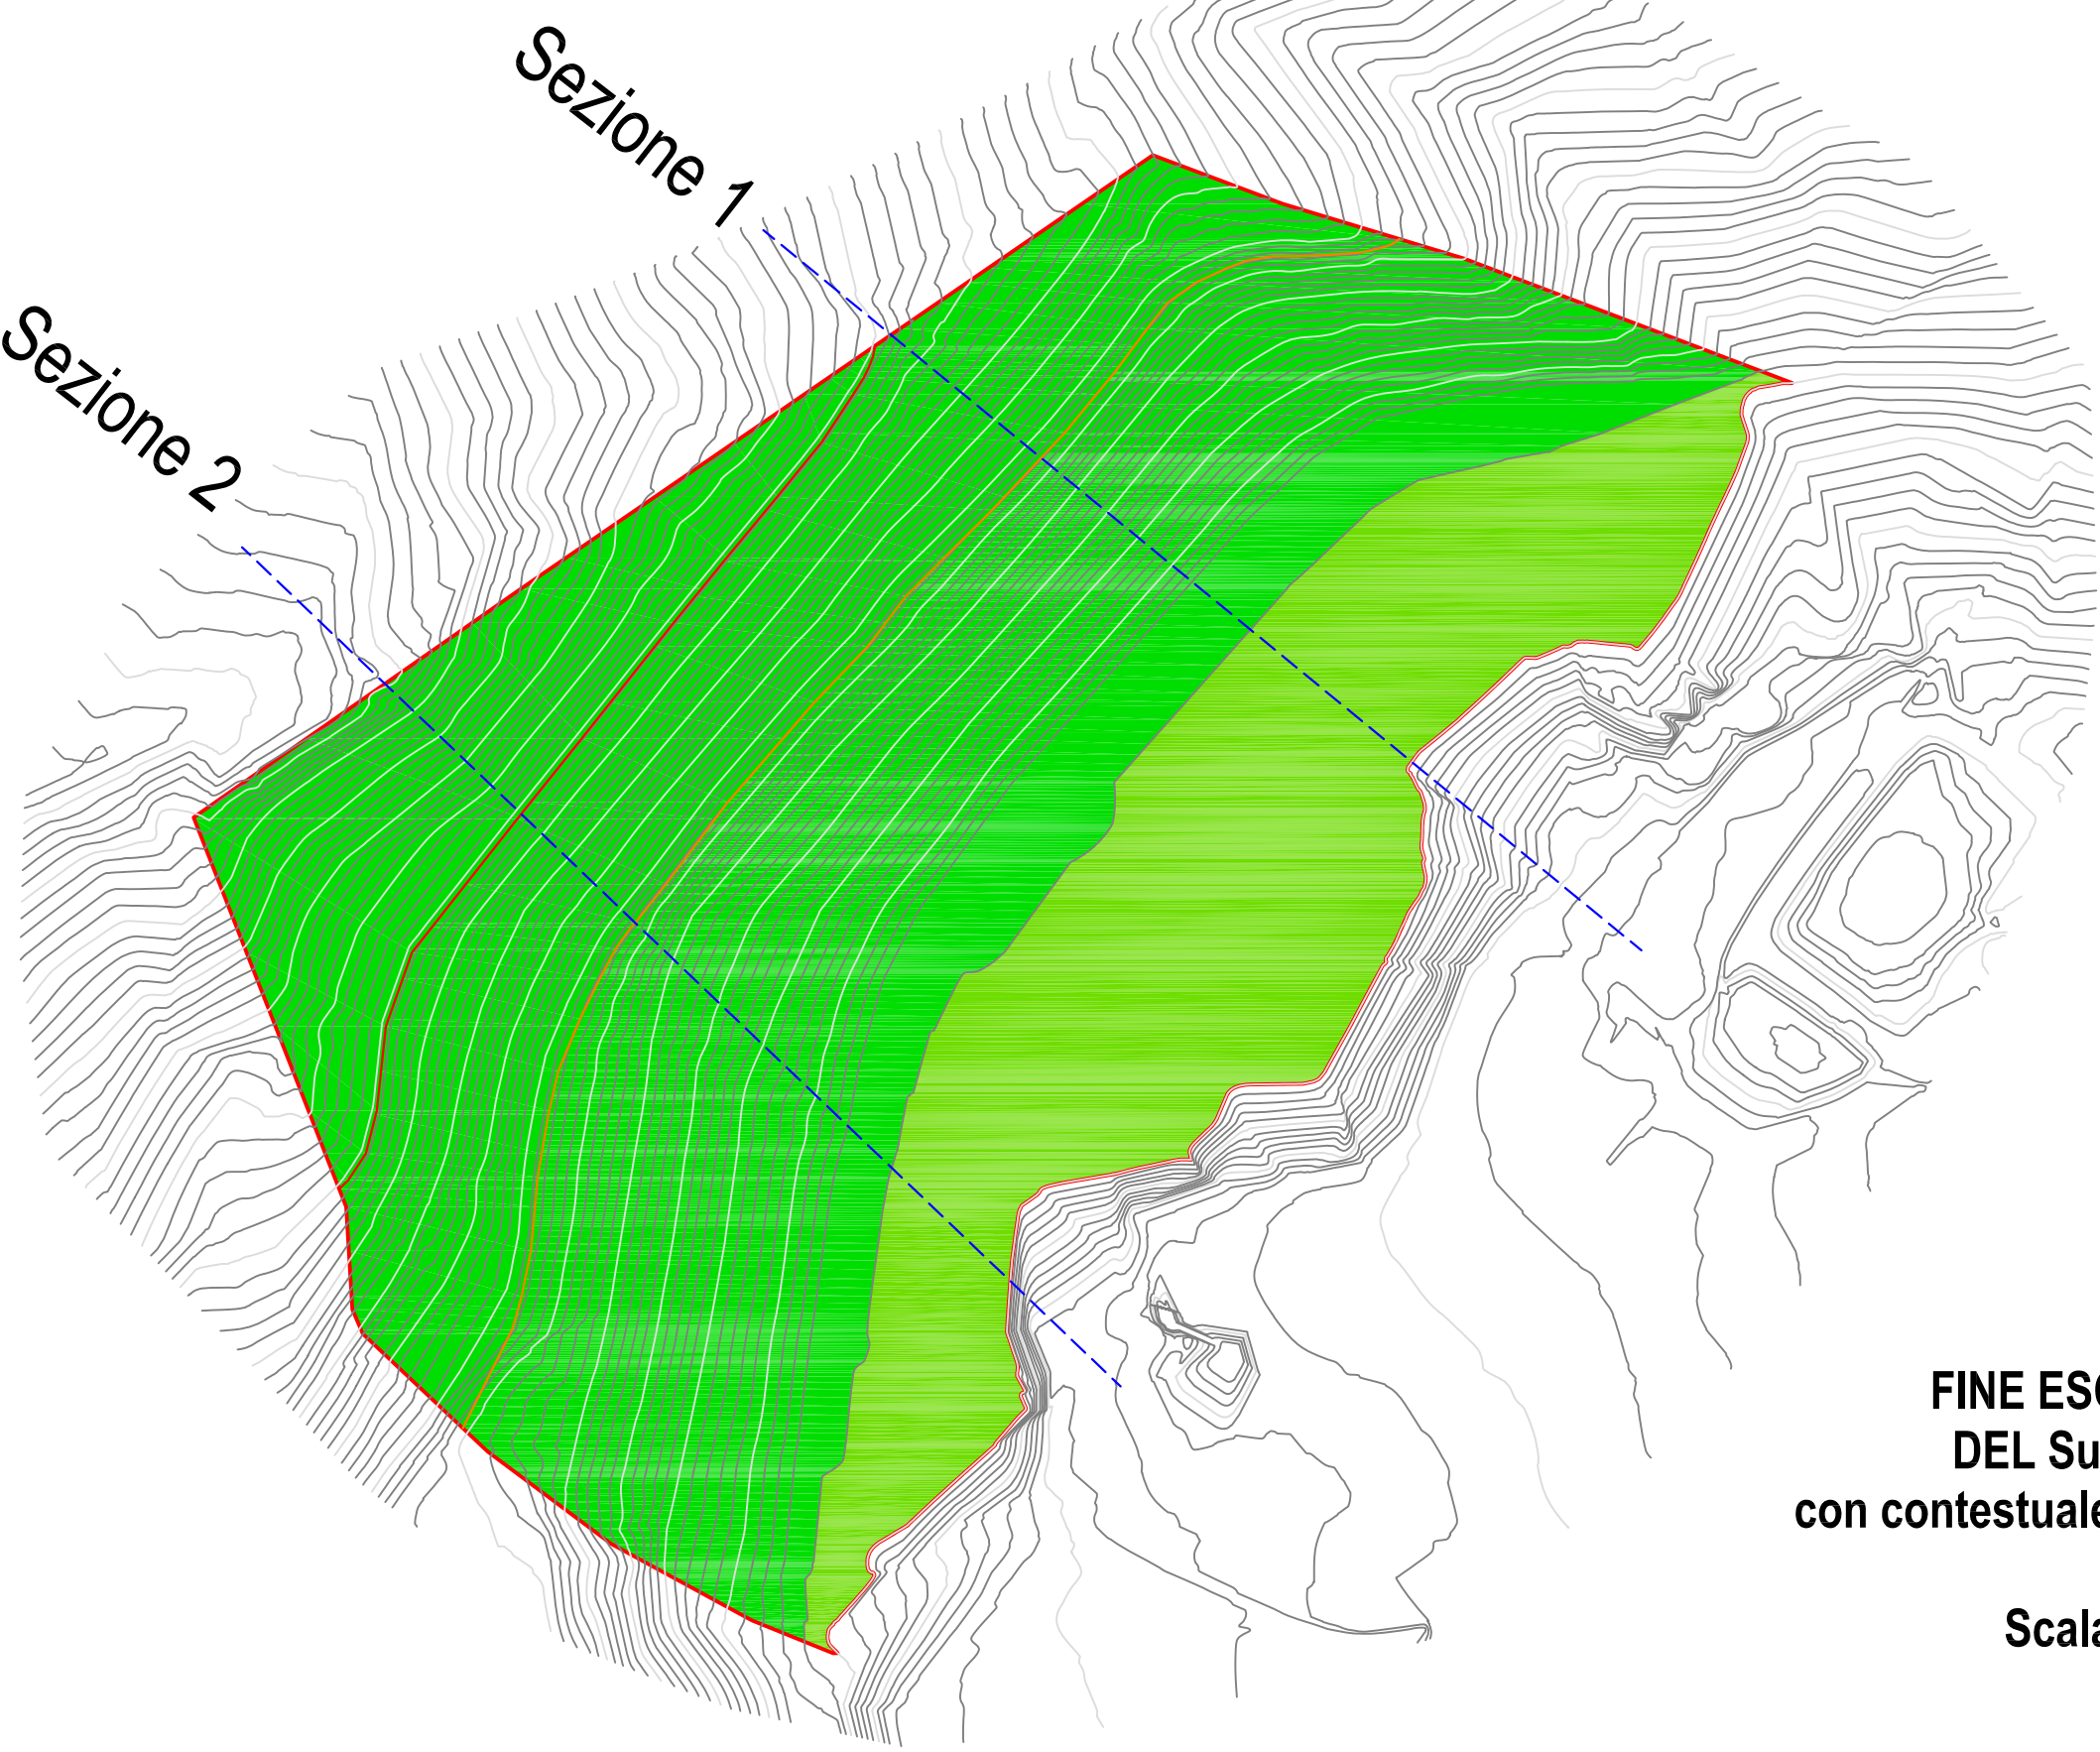 Sezione 1
Sezione 2
FINE ES
DEL Su
con contestuale
Scala